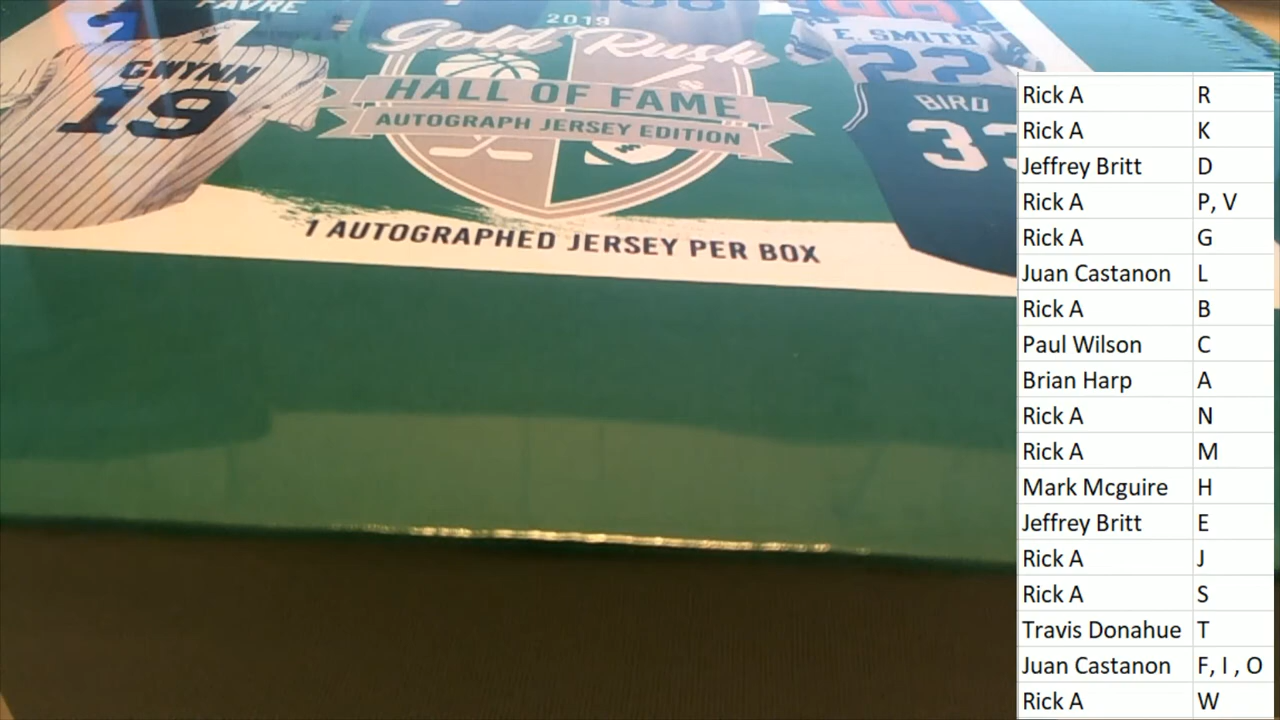 FAVRE
GWYNN
19
2019
Gold Rush
HALL OF FAME
AUTOGRAPH JERSEY EDITION
1 AUTOGRAPHED JERSEY PER BOX
E. SMITH
22
BIRD
33
Rick A R
Rick A K
Jeffrey Britt D
Rick A P, V
Rick A G
Juan Castanon L
Rick A B
Paul Wilson C
Brian Harp A
Rick A N
Rick A M
Mark Mcguire H
Jeffrey Britt E
Rick A J
Rick A S
Travis Donahue T
Juan Castanon F, I , O
Rick A W